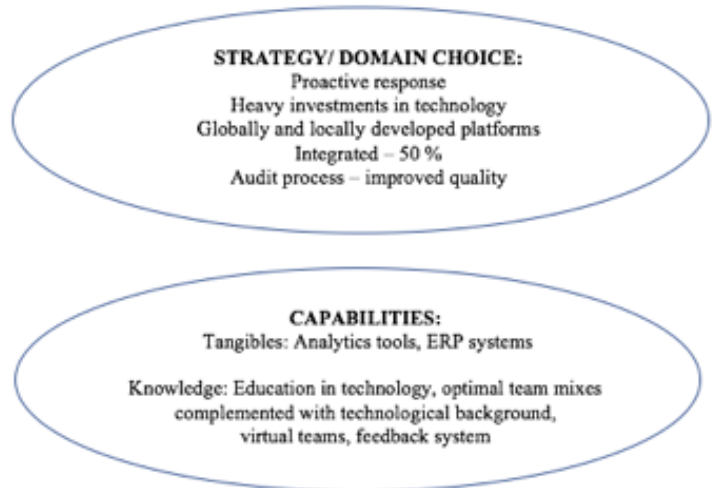 STRATEGY/ DOMAIN CHOICE:
Proactive response
Heavy investments in technology
Globally and locally developed platforms
Integrated – 50 %
Audit process – improved quality
CAPABILITIES:
Tangibles: Analytics tools, ERP systems
Knowledge: Education in technology, optimal team mixes
complemented with technological background,
virtual teams, feedback system